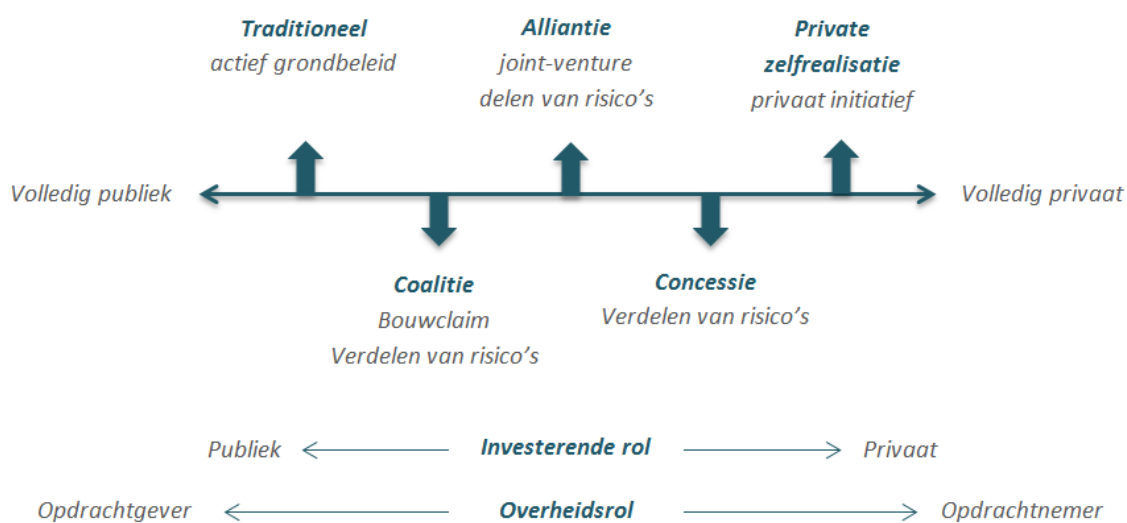 Traditioneel
actief grondbeleid
Alliantie
joint-venture
delen van risico's
Private
zelfrealisatie
privaat initiatief
Volledig publiek
Volledig privaat
Coalitie
Bouwclaim
Verdelen van risico's
Concessie
Verdelen van risico's
Publiek
Investerende rol
Privaat
Opdrachtgever
Overheidsrol
Opdrachtnemer